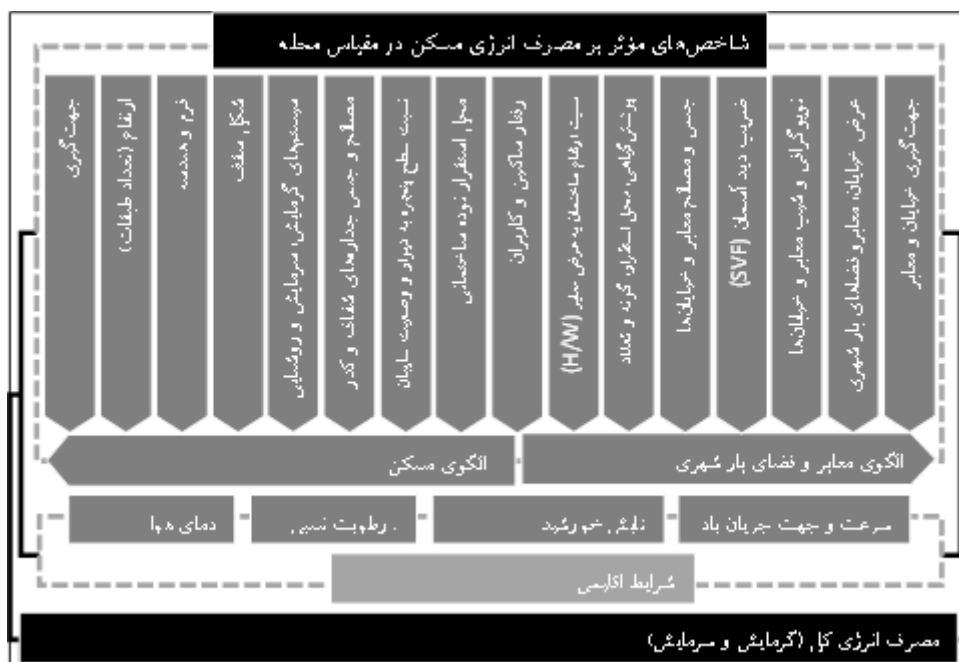 شاخص‌های مؤثر بر مصرف انرژی مسکن در مقیاس محله
جهت‌گیری خیابان و معابر
عرض خیابان، معابر و فضاهای باز شهری
توپوگرافی و شیب معابر و خیابان‌ها
ضریب دید آسمان (SVF)
جنس و مصالح معابر و خیابان‌ها
پوشش گیاهی، محل استقرار، گونه و تعداد
نسبت ارتفاع ساختمان به عرض معابر (H/W)
رفتار ساکنین و کاربران
محل استقرار توده ساختمانی
نسبت سطح پنجره به دیوار و وضعیت سایبان
مصالح و جنس جدارهای شفاف و کدر
سیستم‌های گرمایش، سرمایش و روشنایی
شکل سقف
فرم و هندسه
ارتفاع (تعداد طبقات)
جهت‌گیری
الگوی معابر و فضای باز شهری
الگوی مسکن
سرعت و جهت جریان باد
تابش خورشید
رطوبت نسبی
دمای هوا
شرایط اقلیمی
مصرف انرژی کل (گرمایش و سرمایش)